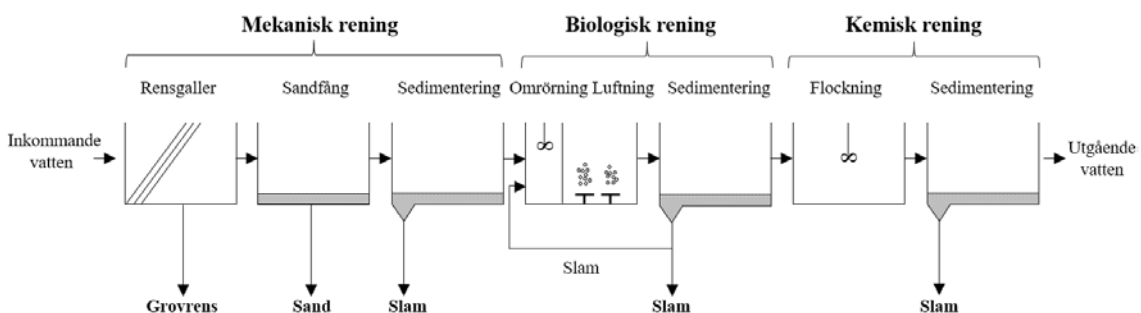 Mekanisk rening Biologisk rening Kemisk rening
Rensgaller Sandfång Sedimentering Omrörning Luftning Sedimentering Flockning Sedimentering
Inkommande
vatten
Utgående
vatten
Slam
Grovrens Sand Slam Slam Slam